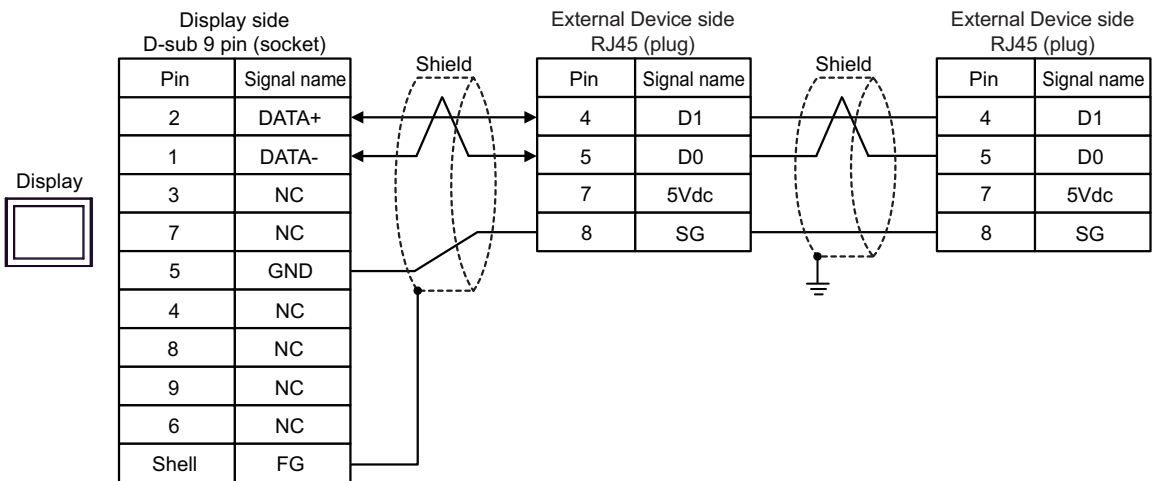 Display side
D-sub 9 pin (socket)
Pin Signal name
2 DATA+
1 DATA-
3 NC
7 NC
5 GND
4 NC
8 NC
9 NC
6 NC
Shell FG
Display
Shield
External Device side
RJ45 (plug)
Pin Signal name
4 D1
5 D0
7 5Vdc
8 SG
Shield
External Device side
RJ45 (plug)
Pin Signal name
4 D1
5 D0
7 5Vdc
8 SG